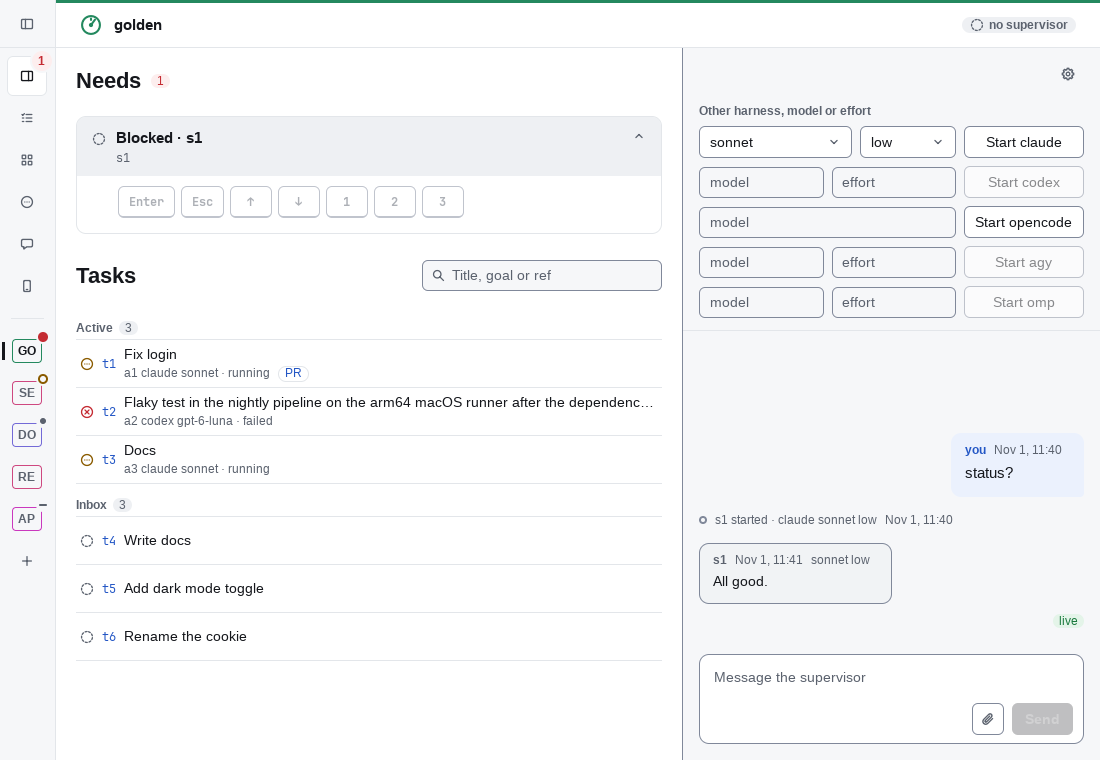 golden
no supervisor
1
GO
SE
DO
RE
AP
Needs 1
Blocked · s1
s1
Enter Esc ↑ ↓ 1 2 3
Tasks
Title, goal or ref
Active 3
t1 Fix login
a1 claude sonnet · running PR
t2 Flaky test in the nightly pipeline on the arm64 macOS runner after the dependenc…
a2 codex gpt-6-luna · failed
t3 Docs
a3 claude sonnet · running
Inbox 3
t4 Write docs
t5 Add dark mode toggle
t6 Rename the cookie
Other harness, model or effort
sonnet low Start claude
model effort Start codex
model Start opencode
model effort Start agy
model effort Start omp
you Nov 1, 11:40
status?
s1 started · claude sonnet low Nov 1, 11:40
s1 Nov 1, 11:41 sonnet low
All good.
live
Message the supervisor
Send